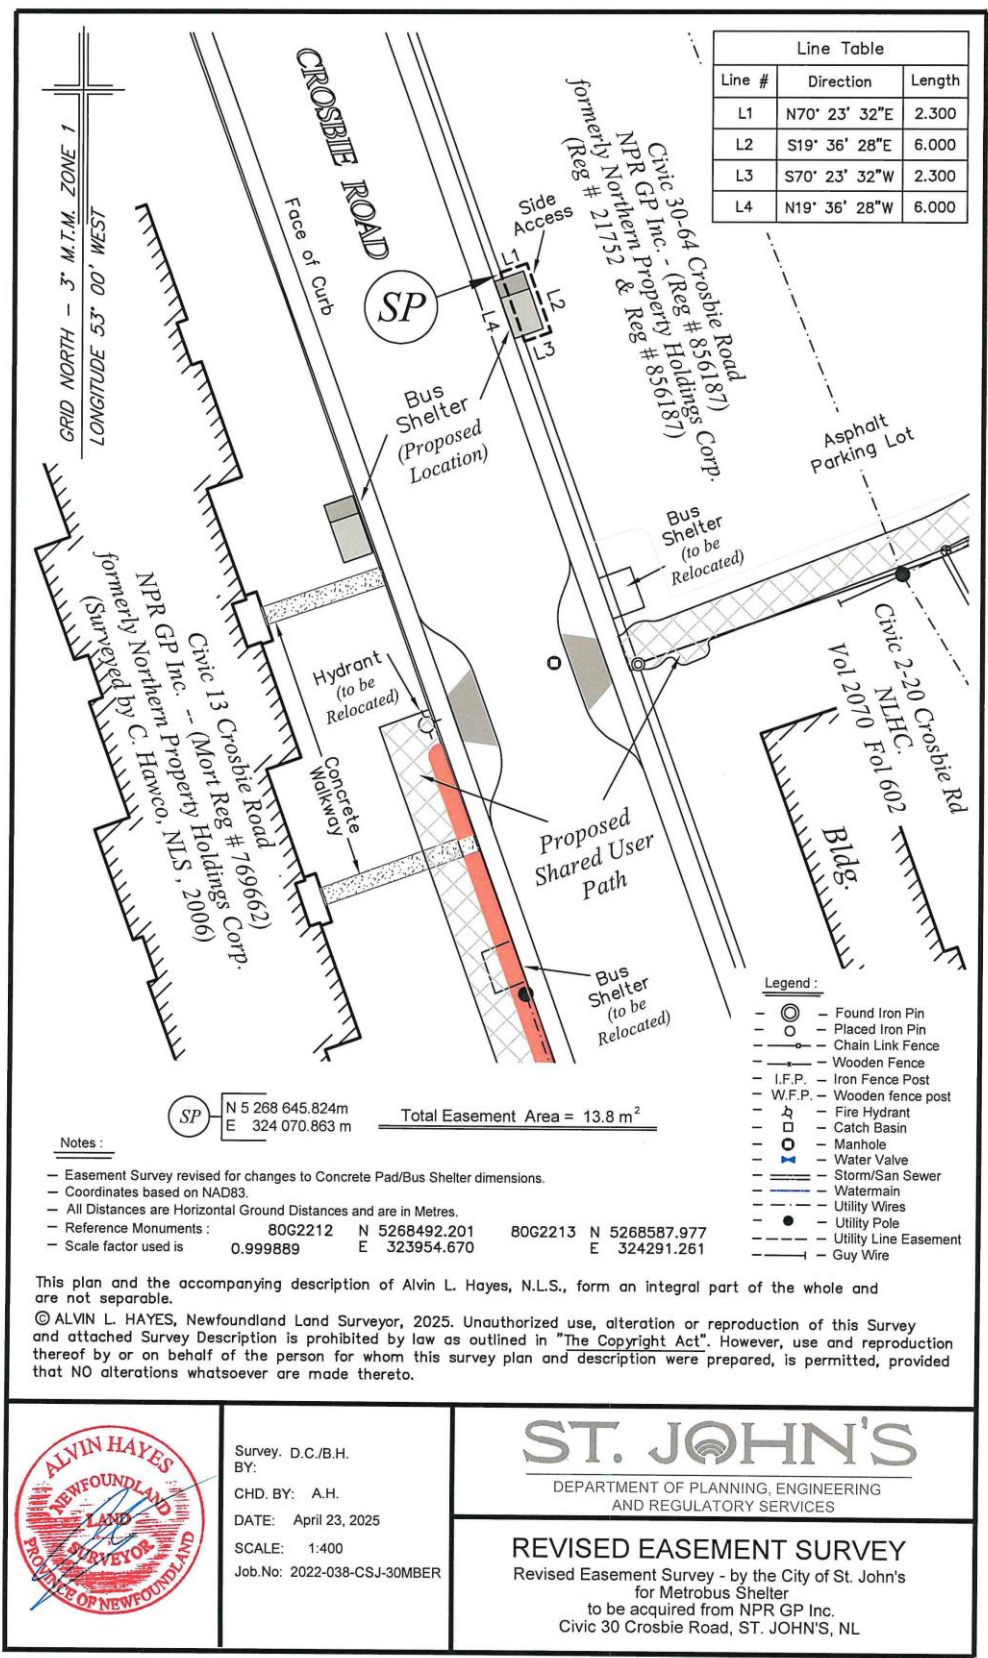 Line Table
Line # Direction Length
L1 N70° 23' 32"E 2.300
L2 S19° 36' 28"E 6.000
L3 S70° 23' 32"W 2.300
L4 N19° 36' 28"W 6.000
GRID NORTH - 3° M.T.M. ZONE 1
LONGITUDE 53° 00' WEST
CROSBIE ROAD
Face of Curb
Side
Access
L1
L2
L3
L4
SP
Civic 30-64 Crosbie Road
NPR GP Inc. - (Reg # 856187)
formerly Northern Property Holdings Corp.
(Reg # 21752 & Reg # 856187)
Bus
Shelter
(Proposed
Location)
Asphalt
Parking Lot
Bus
Shelter
(to be
Relocated)
Civic 2-20 Crosbie Rd
NLHC.
Vol 2070 Fol 602
Bldg.
Civic 13 Crosbie Road
NPR GP Inc. -- (Mort Reg # 769662)
formerly Northern Property Holdings Corp.
(Surveyed by C. Hawco, NLS , 2006)
Hydrant
(to be
Relocated)
Concrete
Walkway
Proposed
Shared User
Path
Bus
Shelter
(to be
Relocated)
Legend :
Found Iron Pin
Placed Iron Pin
Chain Link Fence
Wooden Fence
I.F.P. – Iron Fence Post
W.F.P. – Wooden fence post
Fire Hydrant
Catch Basin
Manhole
Water Valve
Storm/San Sewer
Watermain
Utility Wires
Utility Pole
Utility Line Easement
Guy Wire
SP
N 5 268 645.824m
E 324 070.863 m
Total Easement Area = 13.8 m²
Notes :
– Easement Survey revised for changes to Concrete Pad/Bus Shelter dimensions.
– Coordinates based on NAD83.
– All Distances are Horizontal Ground Distances and are in Metres.
– Reference Monuments : 80G2212 N 5268492.201 80G2213 N 5268587.977
– Scale factor used is 0.999889 E 323954.670 E 324291.261
This plan and the accompanying description of Alvin L. Hayes, N.L.S., form an integral part of the whole and
are not separable.
© ALVIN L. HAYES, Newfoundland Land Surveyor, 2025. Unauthorized use, alteration or reproduction of this Survey
and attached Survey Description is prohibited by law as outlined in "The Copyright Act". However, use and reproduction
thereof by or on behalf of the person for whom this survey plan and description were prepared, is permitted, provided
that NO alterations whatsoever are made thereto.
ALVIN HAYES
NEWFOUNDLAND
LAND
SURVEYOR
PROVINCE OF NEWFOUNDLAND
Survey. D.C./B.H.
BY:
CHD. BY: A.H.
DATE: April 23, 2025
SCALE: 1:400
Job.No: 2022-038-CSJ-30MBER
ST. JOHN'S
DEPARTMENT OF PLANNING, ENGINEERING
AND REGULATORY SERVICES
REVISED EASEMENT SURVEY
Revised Easement Survey - by the City of St. John's
for Metrobus Shelter
to be acquired from NPR GP Inc.
Civic 30 Crosbie Road, ST. JOHN'S, NL